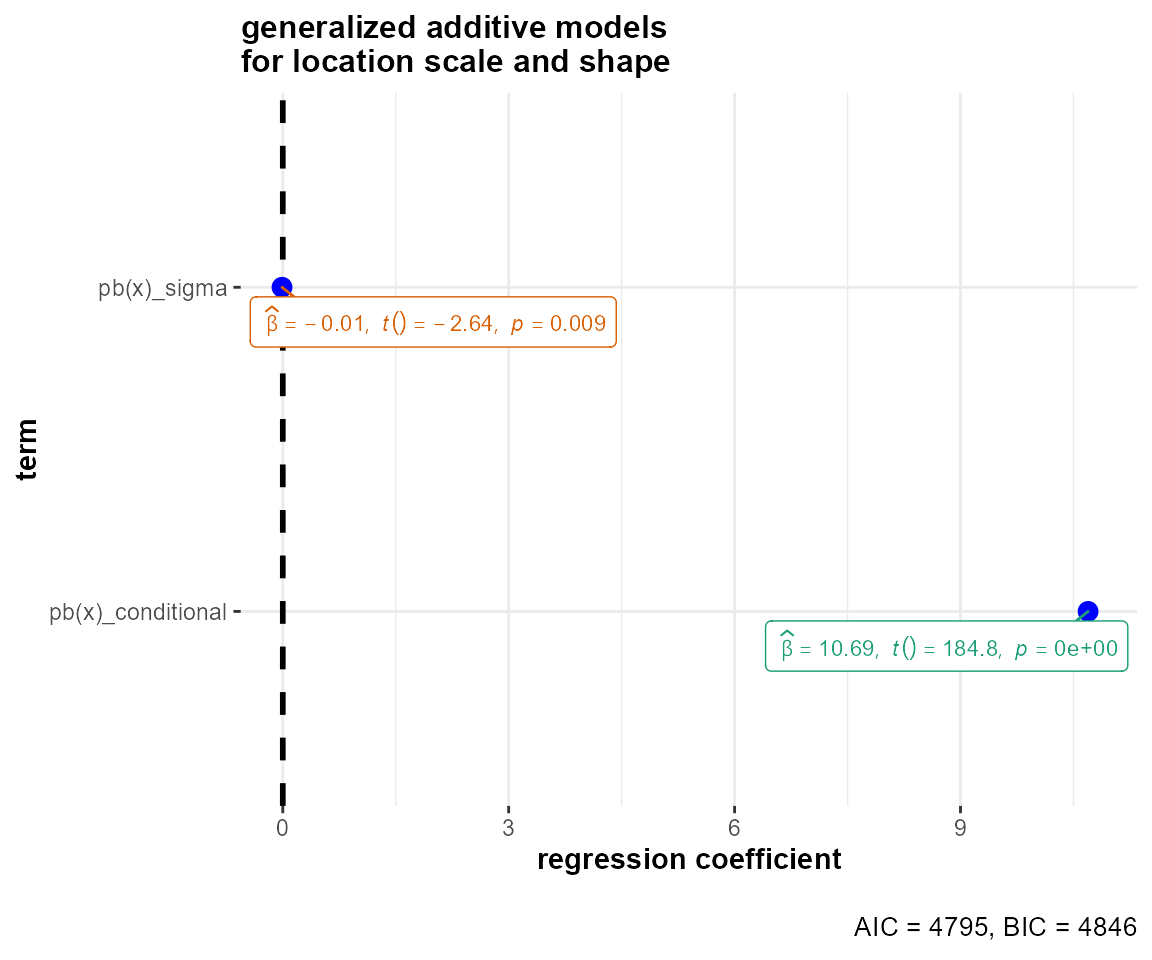 generalized additive models
for location scale and shape
pb(x)_sigma
β̂ = −0.01, t() = −2.64, p = 0.009
term
pb(x)_conditional
β̂ = 10.69, t() = 184.8, p = 0e+00
0 3 6 9
regression coefficient
AIC = 4795, BIC = 4846